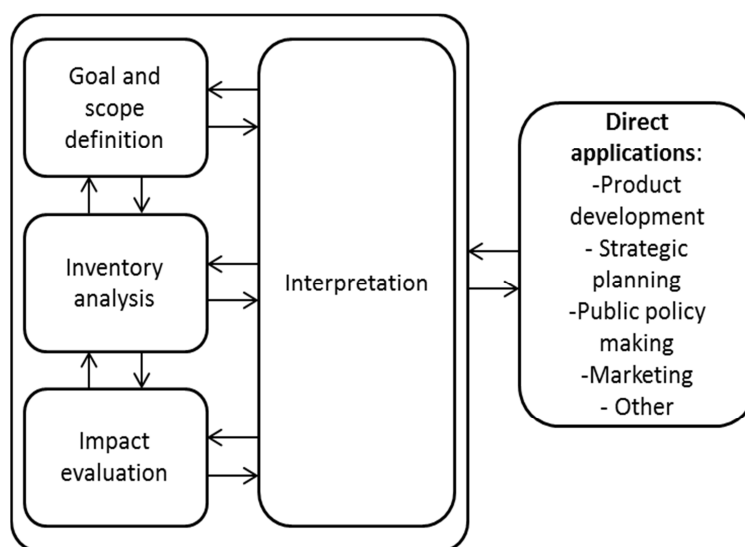 Goal and
scope
definition
Inventory
analysis
Impact
evaluation
Interpretation
Direct
applications:
-Product
development
- Strategic
planning
-Public policy
making
-Marketing
- Other